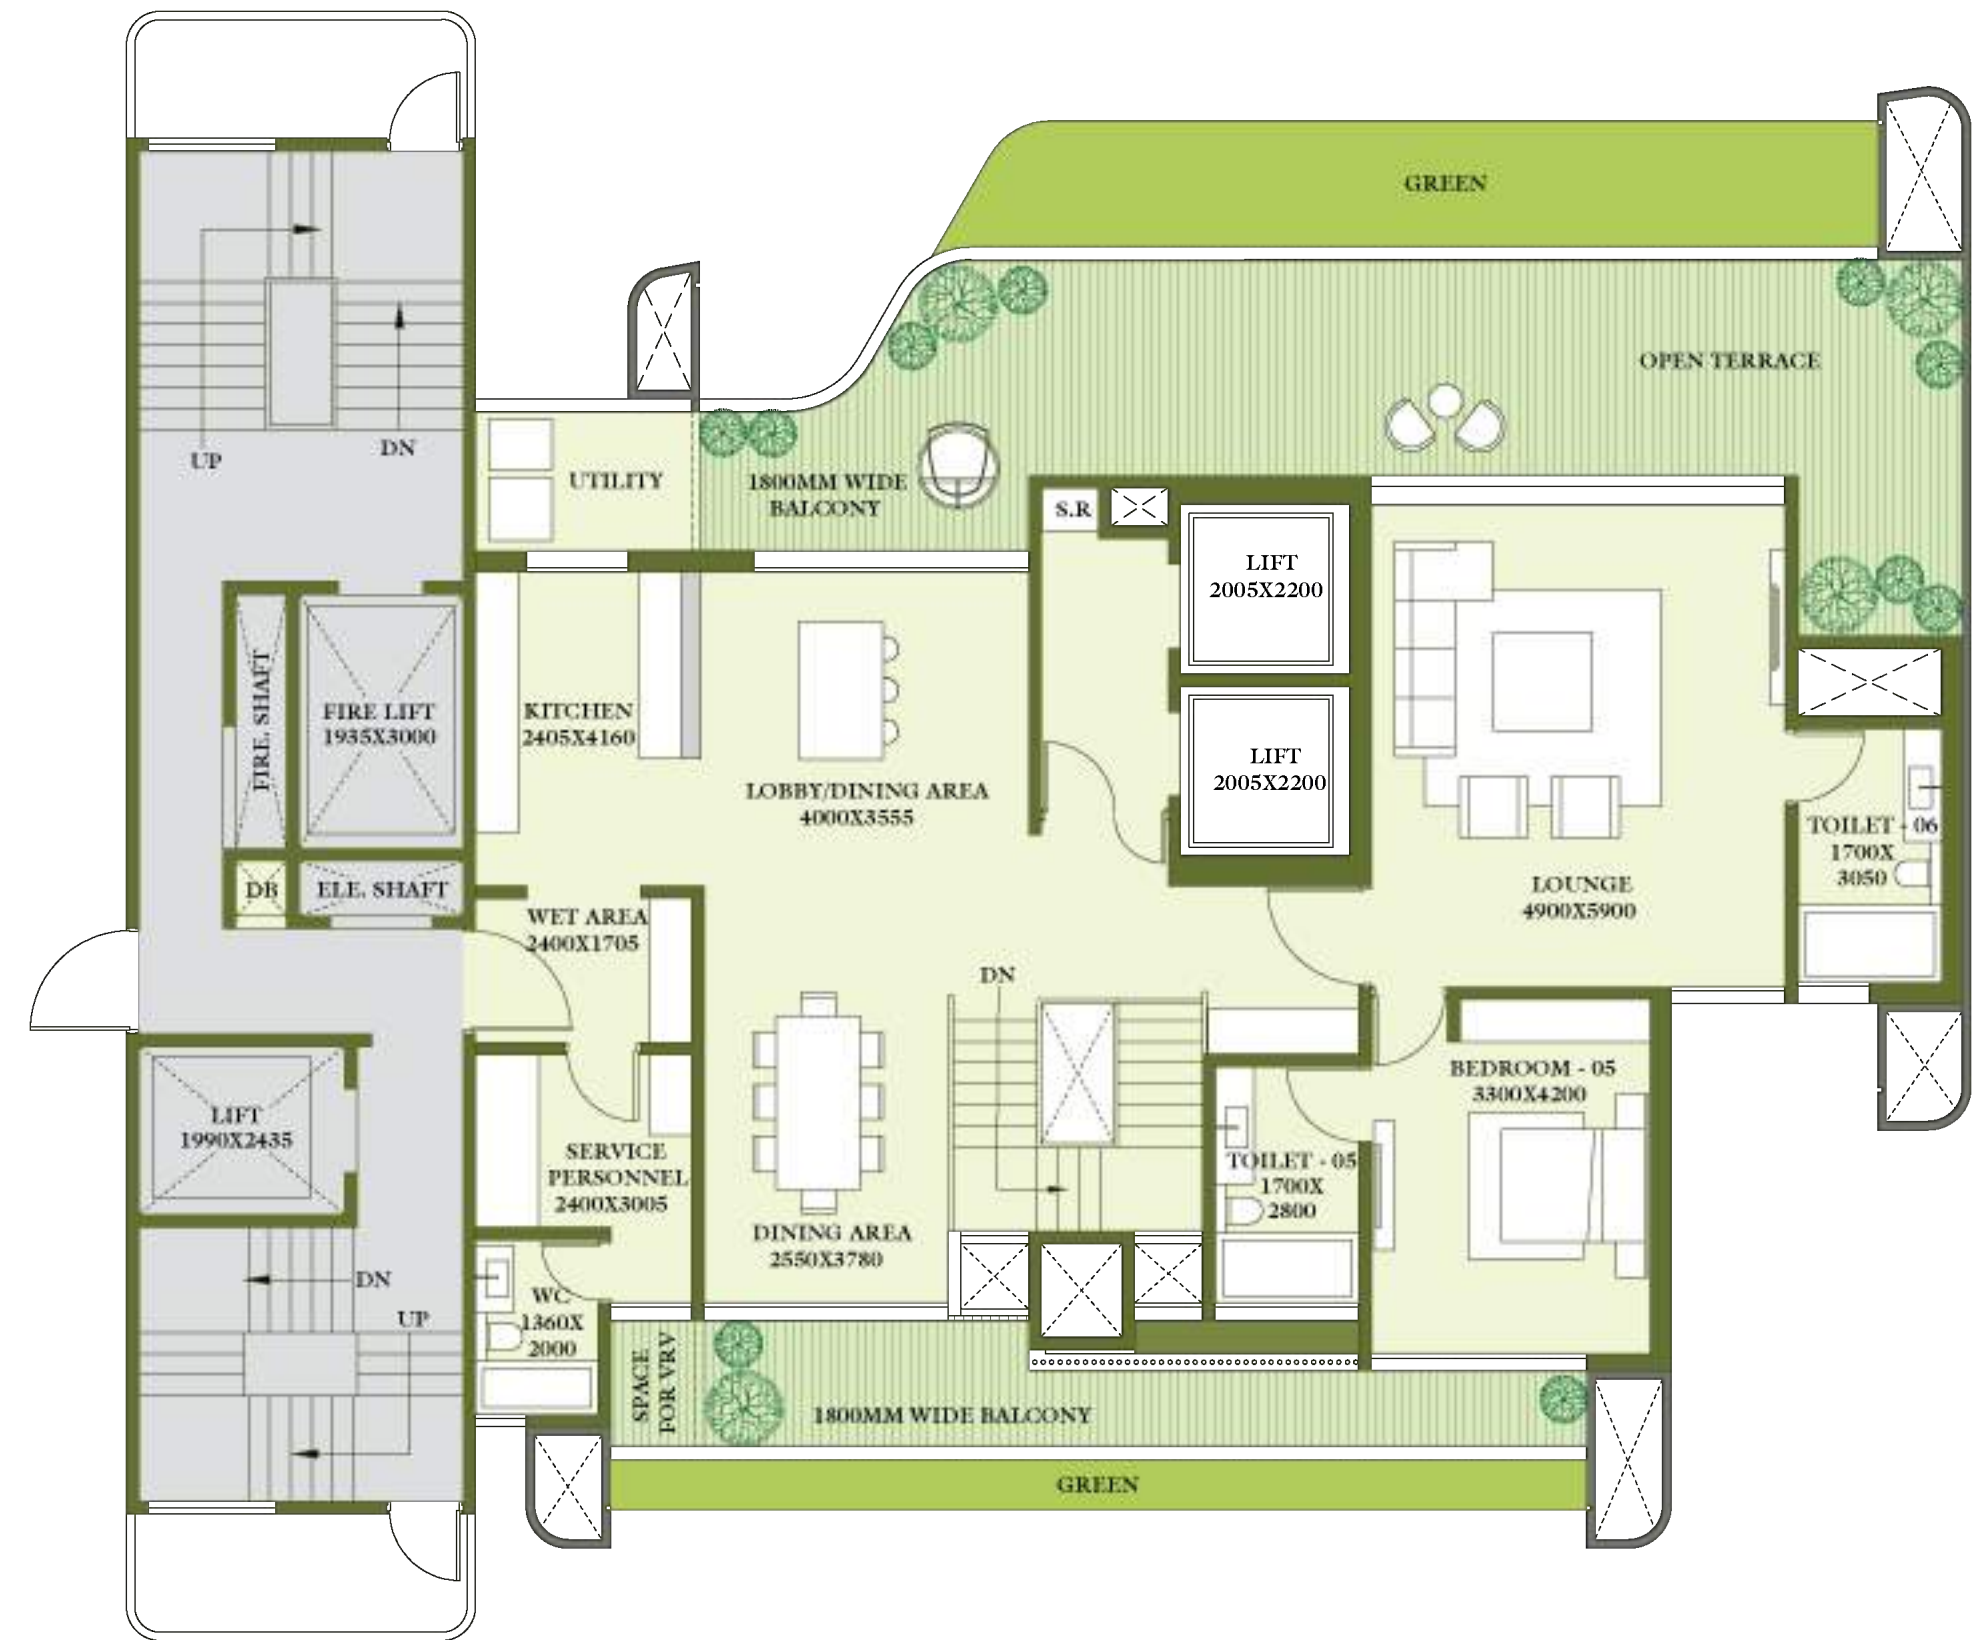 GREEN
OPEN TERRACE
UP
DN
UTILITY
1800MM WIDE
BALCONY
S.R
LIFT
2005X2200
FIRE. SHAFT
FIRE LIFT
1935X3000
KITCHEN
2405X4160
LOBBY/DINING AREA
4000X3555
LIFT
2005X2200
TOILET - 06
1700X
3050
DB
ELE. SHAFT
WET AREA
2400X1705
LOUNGE
4900X5900
DN
BEDROOM - 05
3300X4200
LIFT
1990X2435
SERVICE
PERSONNEL
2400X3005
TOILET - 05
1700X
2800
DINING AREA
2550X3780
DN
UP
WC
1360X
2000
SPACE
FOR VRV
1800MM WIDE BALCONY
GREEN